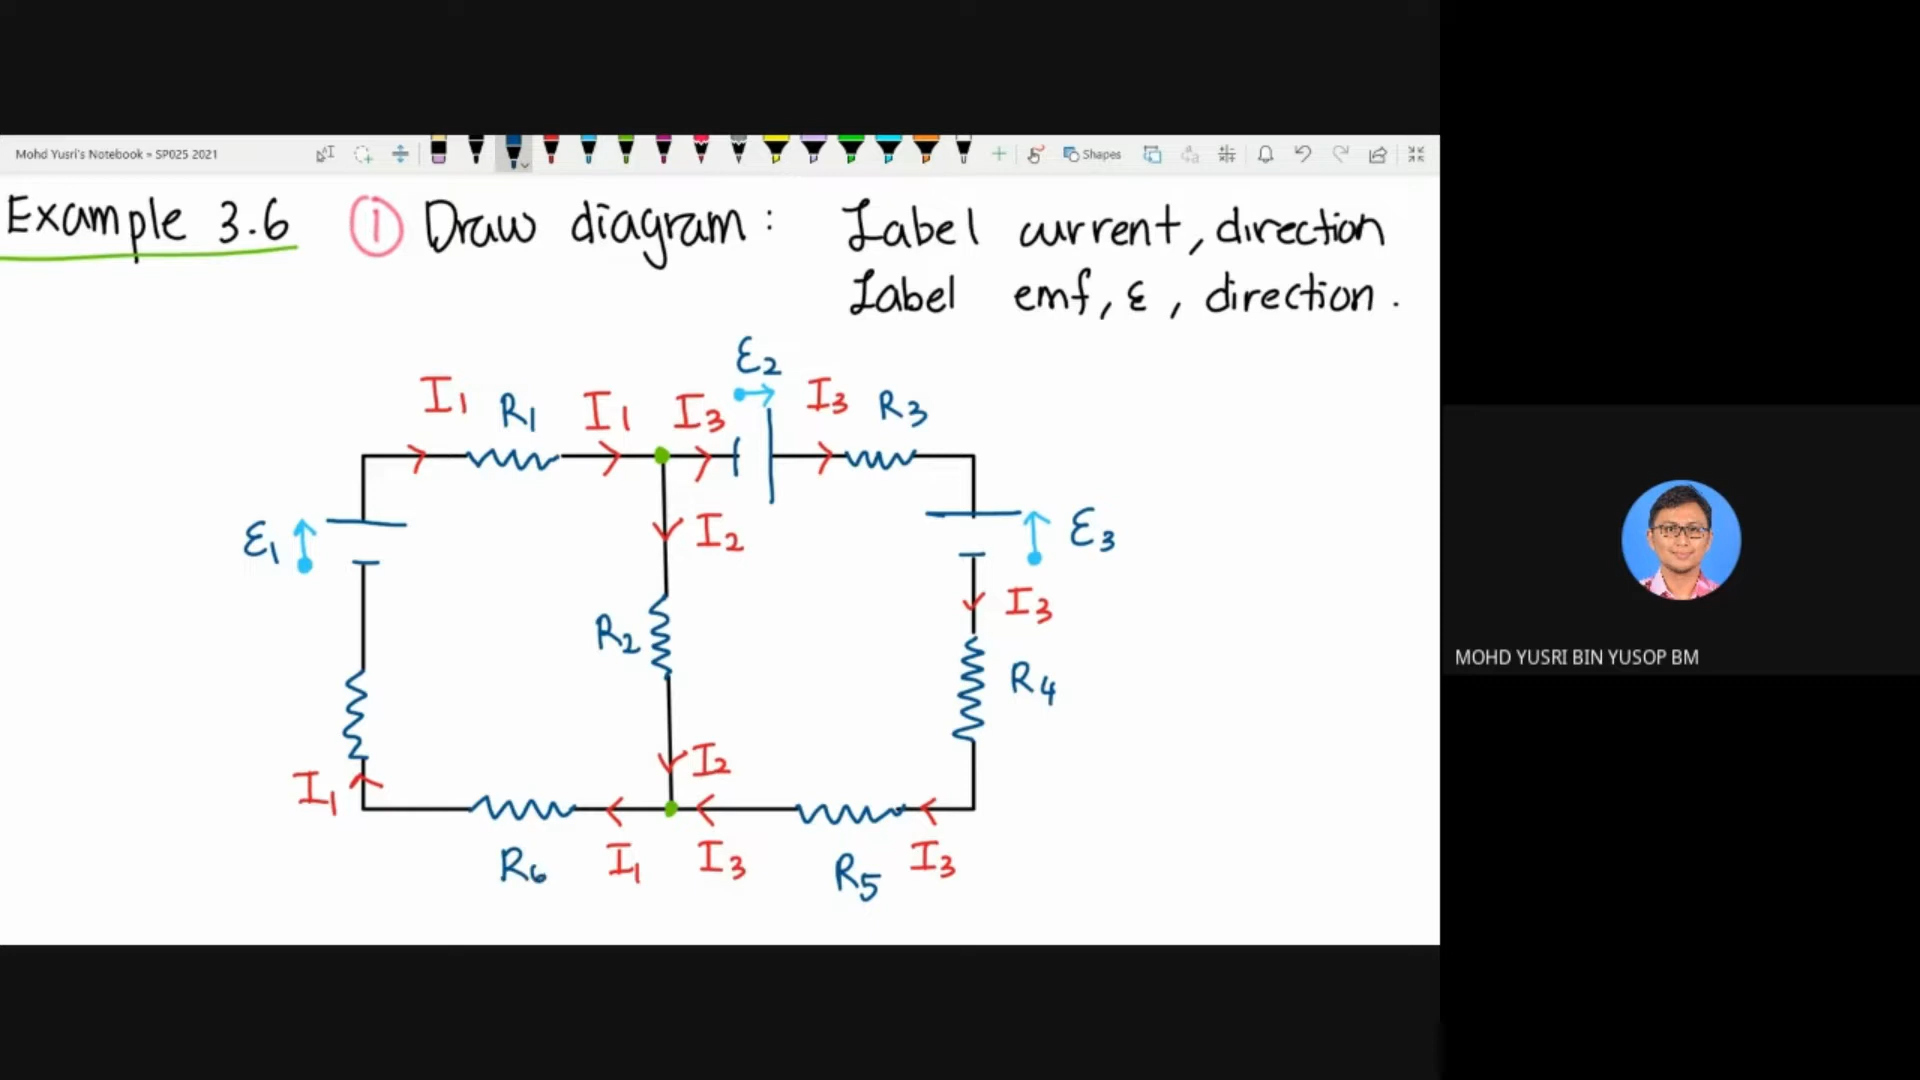 Mohd Yusri's Notebook » SP025 2021
Shapes
Example 3.6 ① Draw diagram : Label current, direction
Label emf, ε, direction.
ε2
I1 R1 I1 I3 I3 R3
ε1 I2 ε3
I3
R2 R4
I2
I1
R6 I1 I3 R5 I3
MOHD YUSRI BIN YUSOP BM